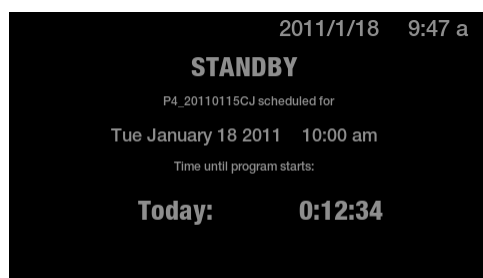 2011/1/18 9:47 a
STANDBY
P4_20110115CJ scheduled for
Tue January 18 2011 10:00 am
Time until program starts:
Today: 0:12:34